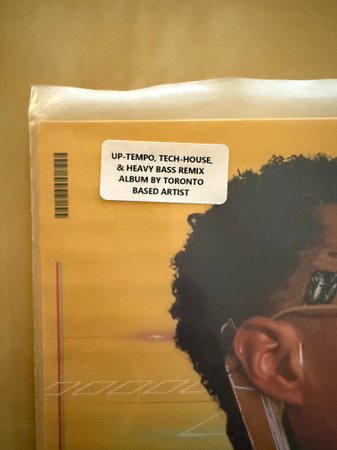 UP-TEMPO, TECH-HOUSE,
& HEAVY BASS REMIX
ALBUM BY TORONTO
BASED ARTIST